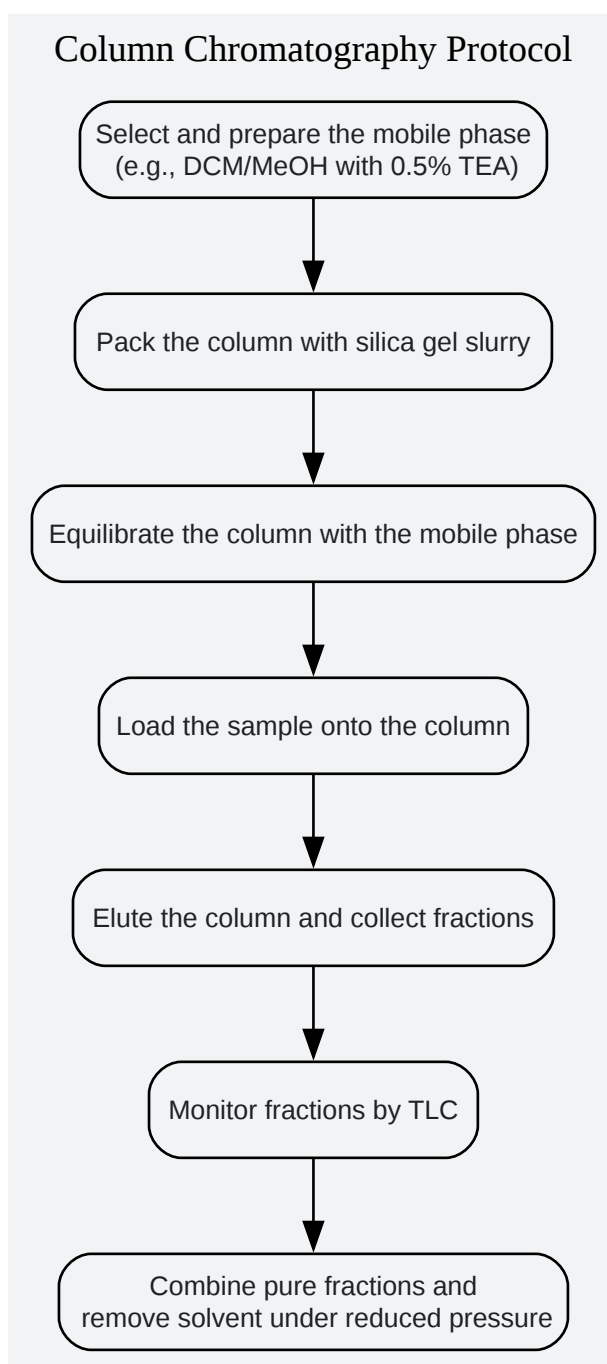 Column Chromatography Protocol
Select and prepare the mobile phase
(e.g., DCM/MeOH with 0.5% TEA)
Pack the column with silica gel slurry
Equilibrate the column with the mobile phase
Load the sample onto the column
Elute the column and collect fractions
Monitor fractions by TLC
Combine pure fractions and
remove solvent under reduced pressure